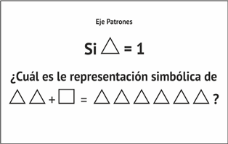 Eje Patrones
Si △ = 1
¿Cuál es le representación simbólica de
△ △ + □ = △ △ △ △ △ △ ?